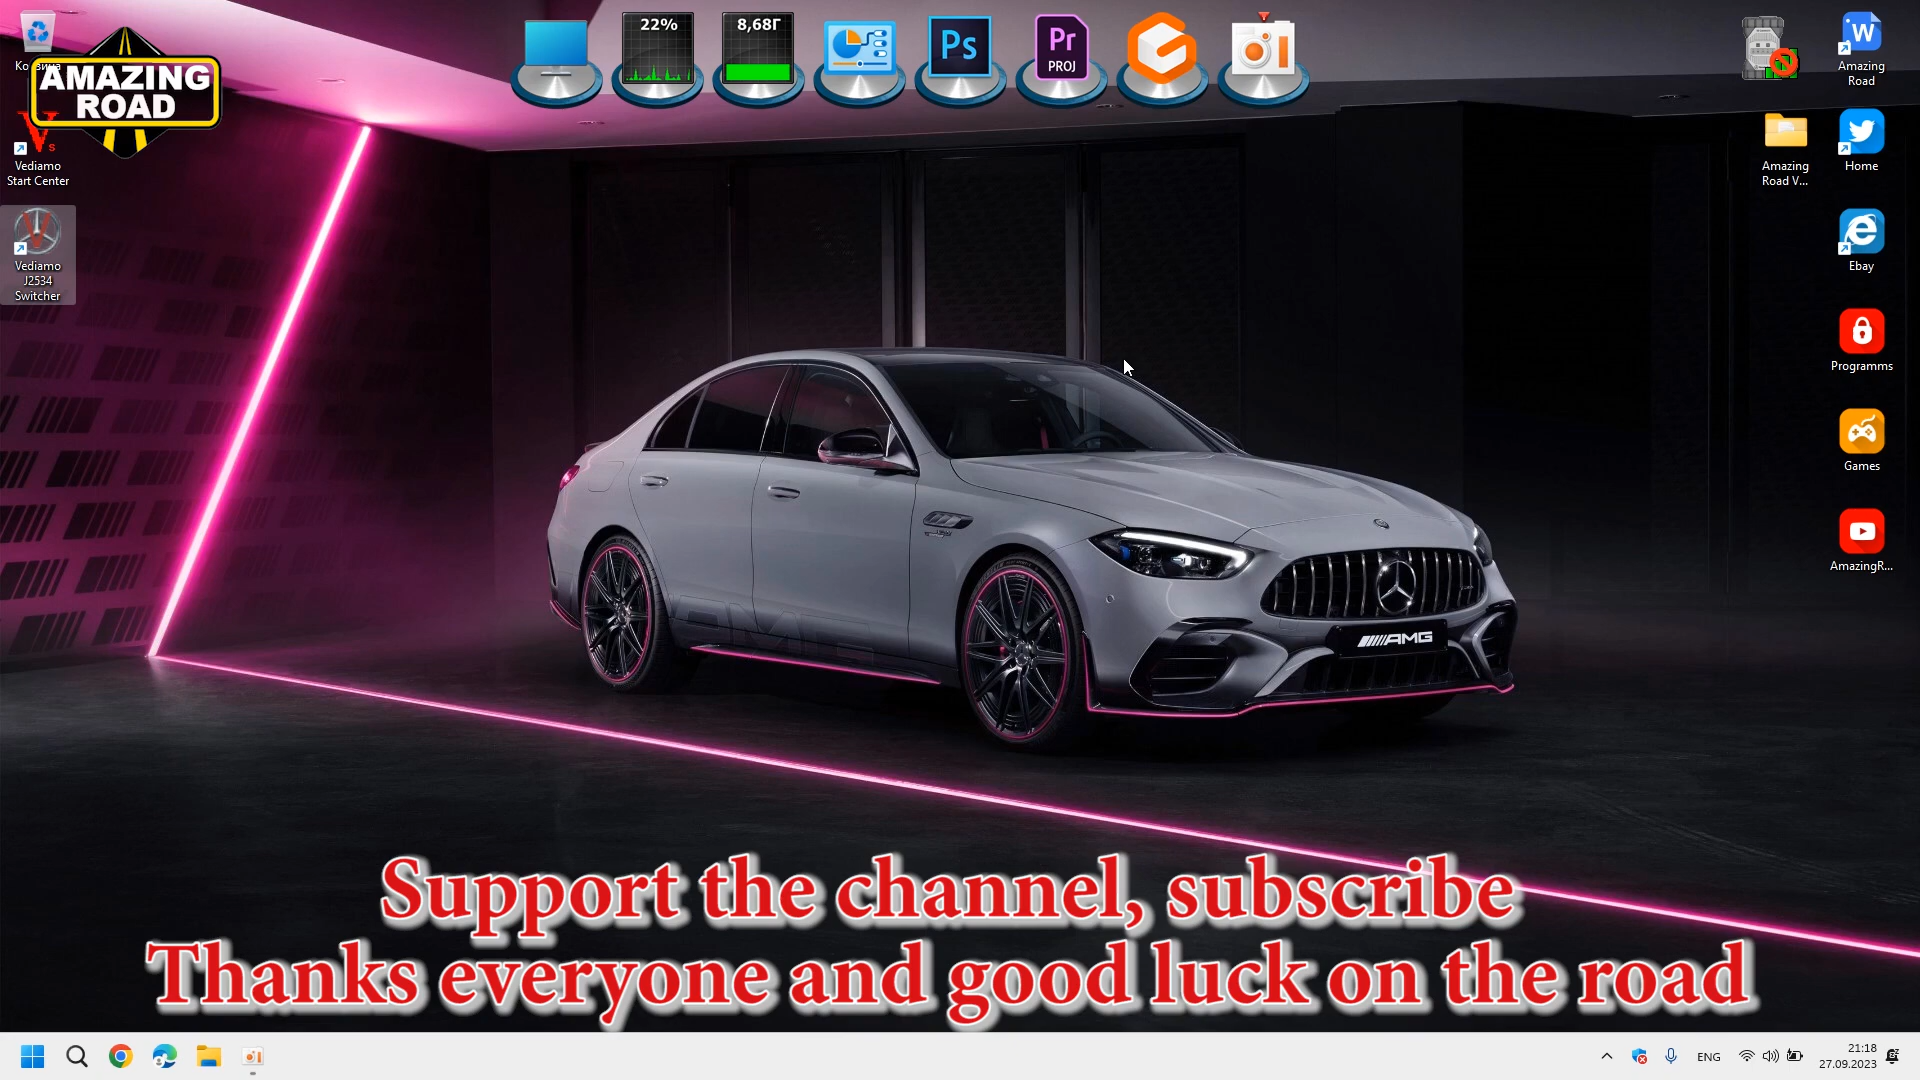 22%
8,68Г
Ps
Pr
PROJ
W
Amazing
Road
AMAZING
ROAD
Vs
Vediamo
Start Center
Amazing
Road V...
Home
Vediamo
J2534
Switcher
Ebay
Programms
Games
AmazingR...
AMG
Support the channel, subscribe
Thanks everyone and good luck on the road
ENG
21:18
27.09.2023